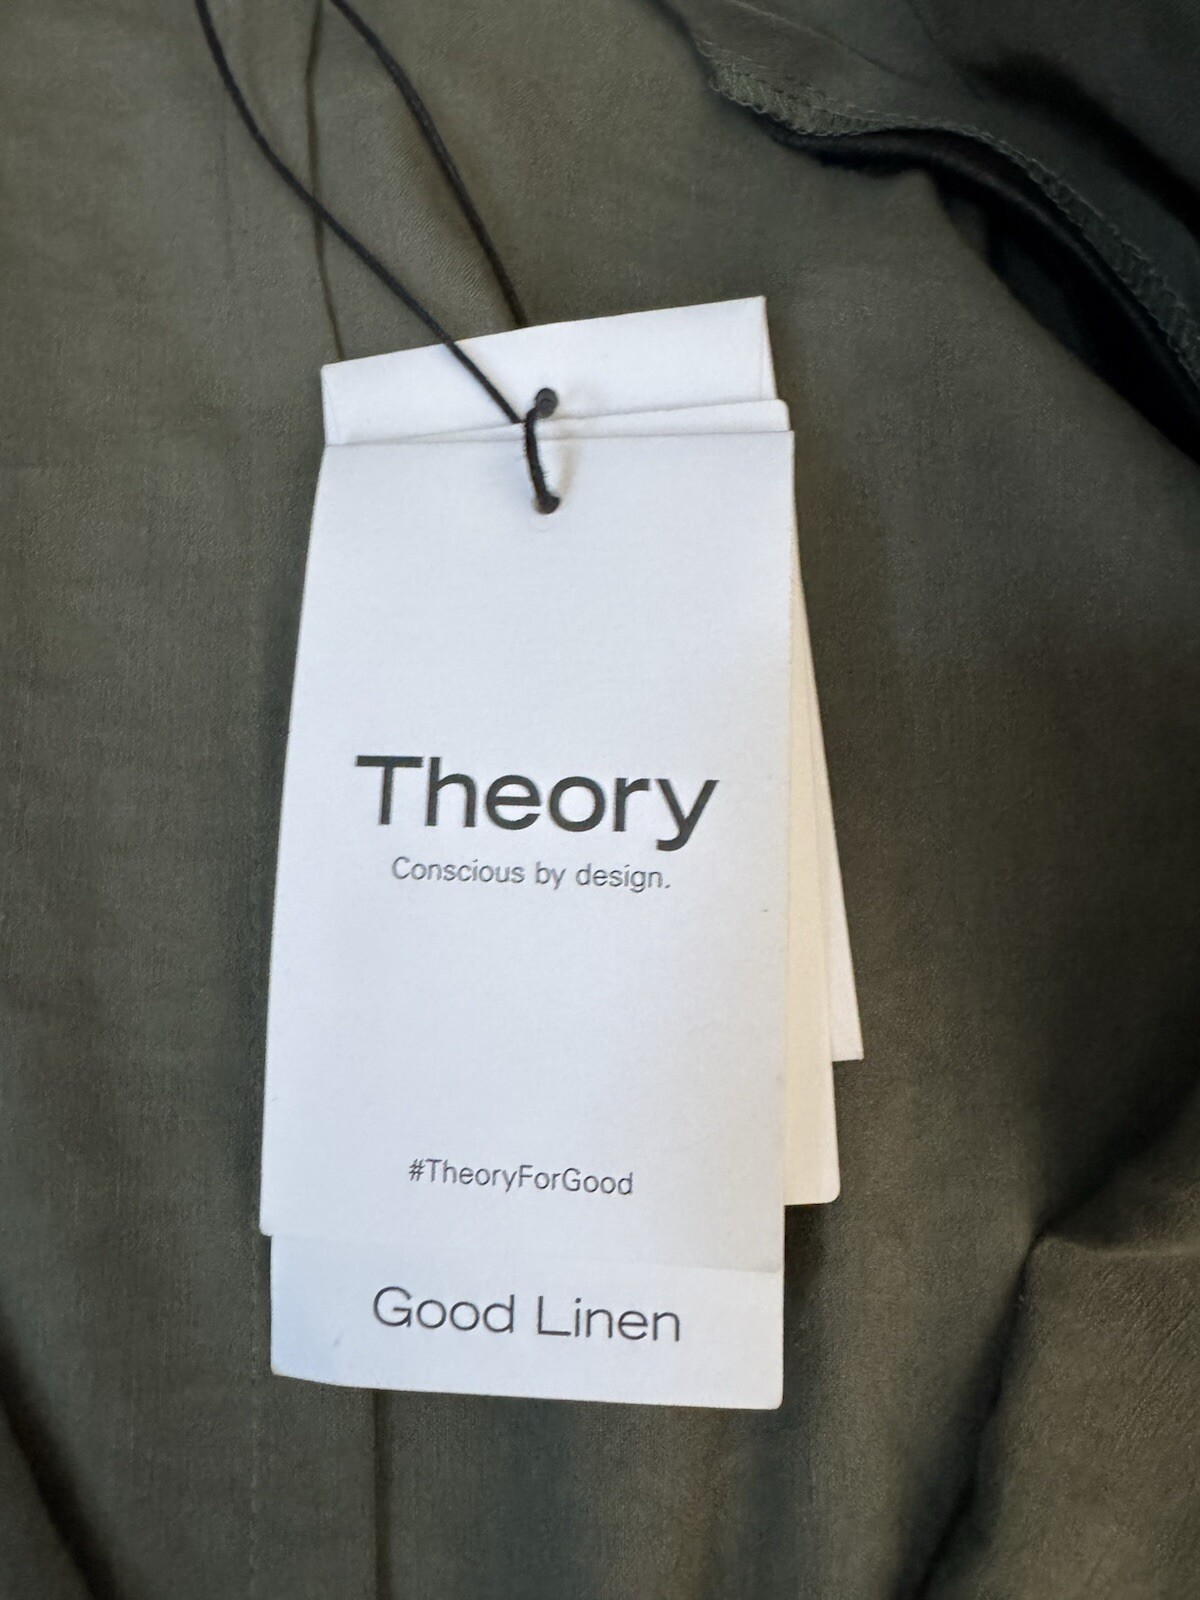 Theory
Conscious by design.
#TheoryForGood
Good Linen